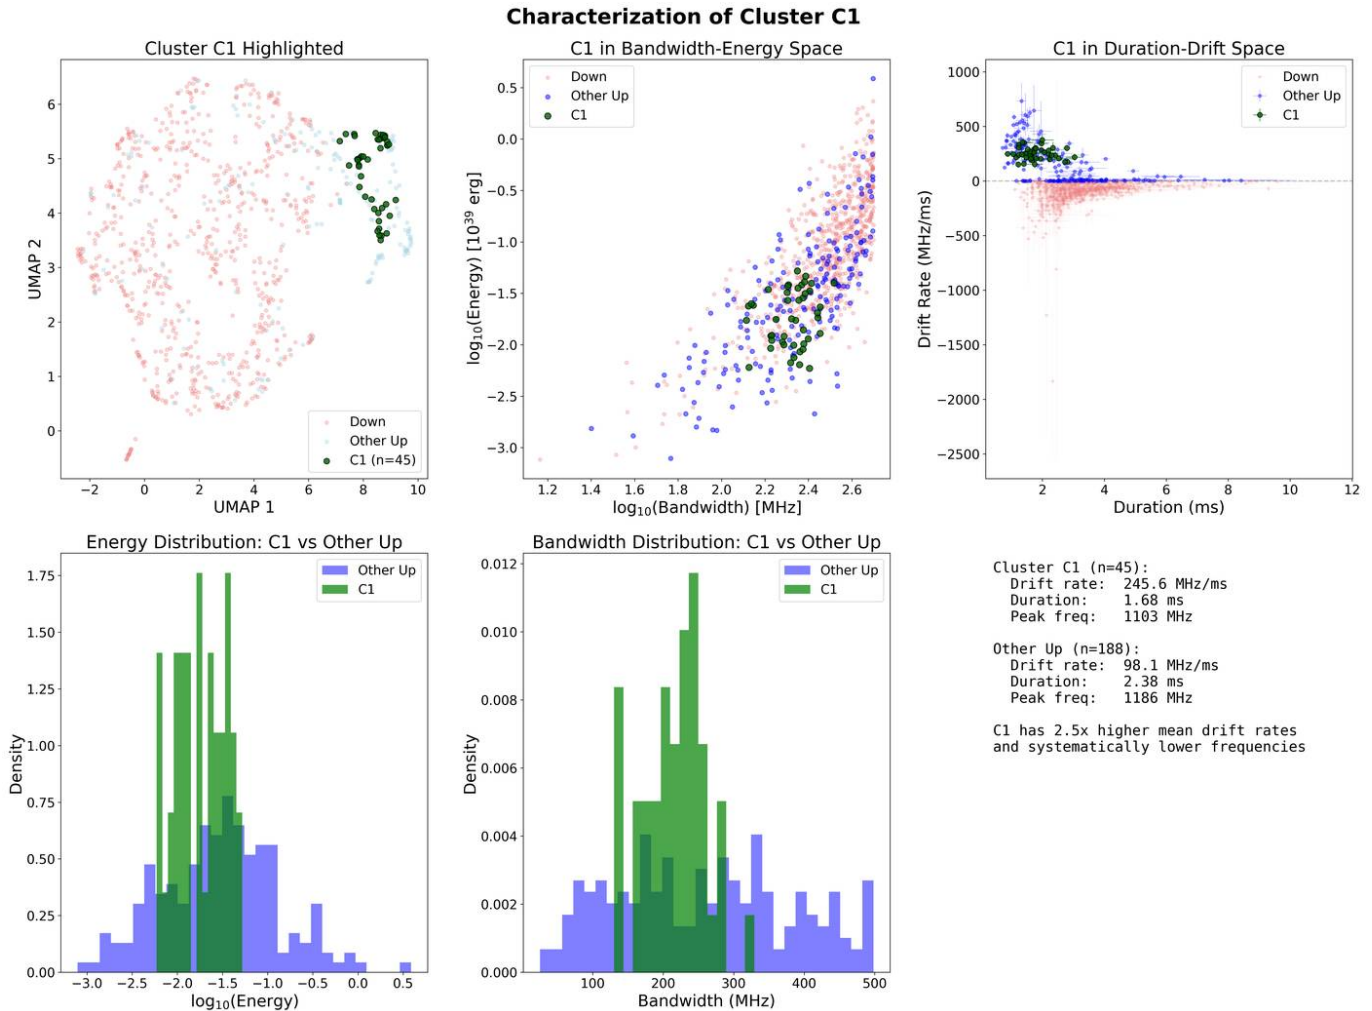 Characterization of Cluster C1
Cluster C1 Highlighted
UMAP 2
6
5
4
3
2
1
0
−2 0 2 4 6 8 10
UMAP 1
Down
Other Up
C1 (n=45)
C1 in Bandwidth-Energy Space
log10(Energy) [10^39 erg]
0.5
0.0
−0.5
−1.0
−1.5
−2.0
−2.5
−3.0
1.2 1.4 1.6 1.8 2.0 2.2 2.4 2.6
log10(Bandwidth) [MHz]
Down
Other Up
C1
C1 in Duration-Drift Space
Drift Rate (MHz/ms)
1000
500
0
−500
−1000
−1500
−2000
−2500
2 4 6 8 10 12
Duration (ms)
Down
Other Up
C1
Energy Distribution: C1 vs Other Up
Density
1.75
1.50
1.25
1.00
0.75
0.50
0.25
0.00
−3.0 −2.5 −2.0 −1.5 −1.0 −0.5 0.0 0.5
log10(Energy)
Other Up
C1
Bandwidth Distribution: C1 vs Other Up
Density
0.012
0.010
0.008
0.006
0.004
0.002
0.000
100 200 300 400 500
Bandwidth (MHz)
Other Up
C1
Cluster C1 (n=45):
Drift rate: 245.6 MHz/ms
Duration: 1.68 ms
Peak freq: 1103 MHz
Other Up (n=188):
Drift rate: 98.1 MHz/ms
Duration: 2.38 ms
Peak freq: 1186 MHz
C1 has 2.5x higher mean drift rates
and systematically lower frequencies